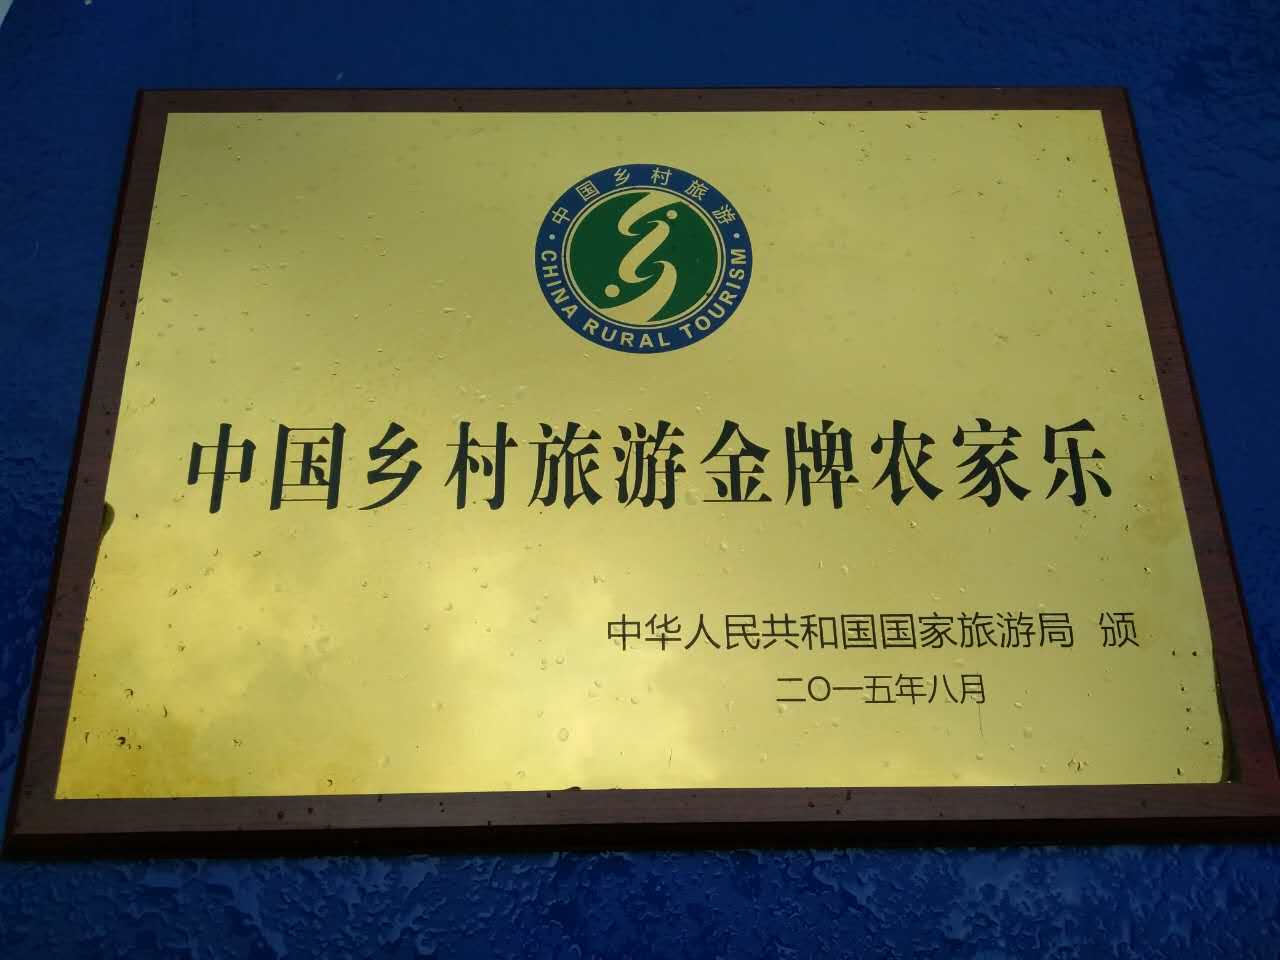 中国乡村旅游
CHINA RURAL TOURISM
中国乡村旅游金牌农家乐
中华人民共和国国家旅游局 颁
二〇一五年八月